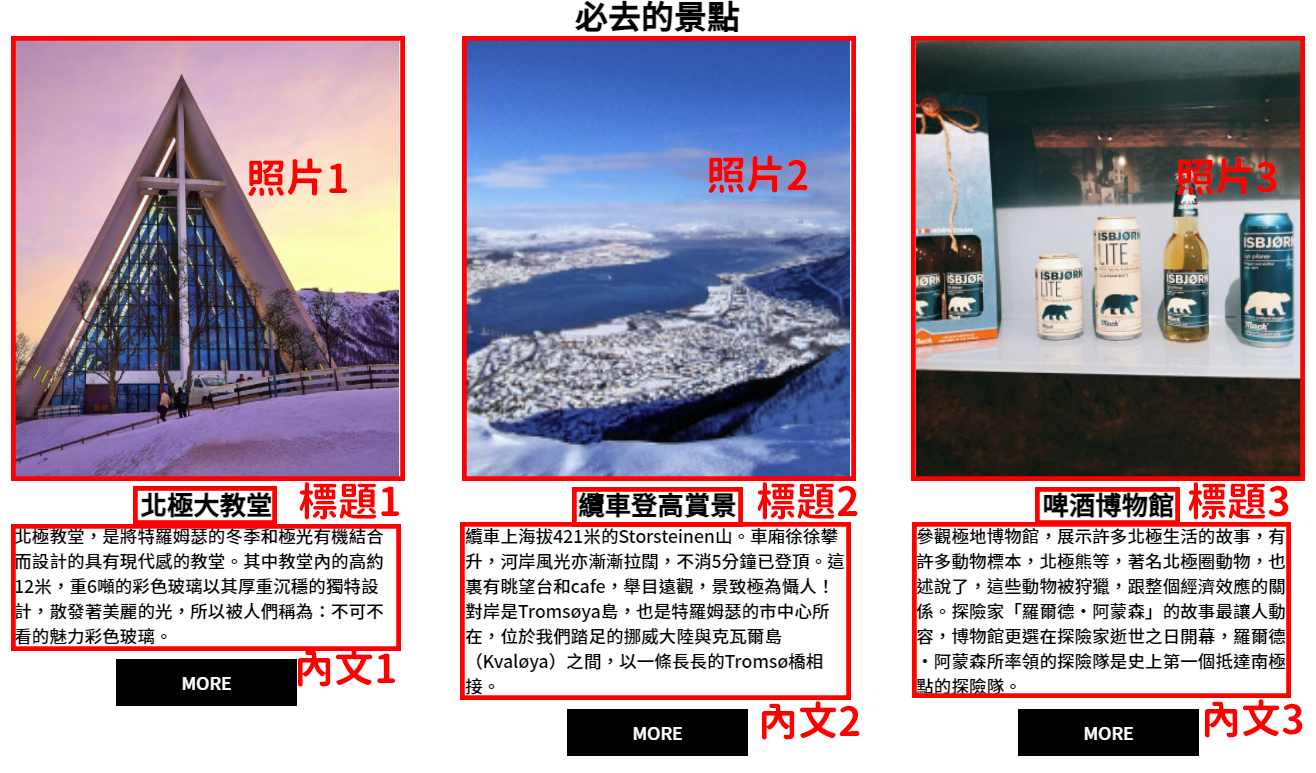 必去的景點
照片1
照片2
照片3
NORWEGIAN
ISBJØRN
LITE
Mack
ISBJØRN
LITE
Mack
ISBJØRN
Mack
ISBJØRN
Lys pilsner
Mack
ISBJØR
Mack
北極大教堂
標題1
北極教堂，是將特羅姆瑟的冬季和極光有機結合
而設計的具有現代感的教堂。其中教堂內的高約
12米，重6噸的彩色玻璃以其厚重沉穩的獨特設
計，散發著美麗的光，所以被人們稱為：不可不
看的魅力彩色玻璃。
內文1
MORE
纜車登高賞景
標題2
纜車上海拔421米的Storsteinen山。車廂徐徐攀
升，河岸風光亦漸漸拉闊，不消5分鐘已登頂。這
裏有眺望台和cafe，舉目遠觀，景致極為懾人！
對岸是Tromsøya島，也是特羅姆瑟的市中心所
在，位於我們踏足的挪威大陸與克瓦爾島
（Kvaløya）之間，以一條長長的Tromsø橋相
接。
內文2
MORE
啤酒博物館
標題3
參觀極地博物館，展示許多北極生活的故事，有
許多動物標本，北極熊等，著名北極圈動物，也
述說了，這些動物被狩獵，跟整個經濟效應的關
係。探險家「羅爾德・阿蒙森」的故事最讓人動
容，博物館更選在探險家逝世之日開幕，羅爾德
・阿蒙森所率領的探險隊是史上第一個抵達南極
點的探險隊。
內文3
MORE